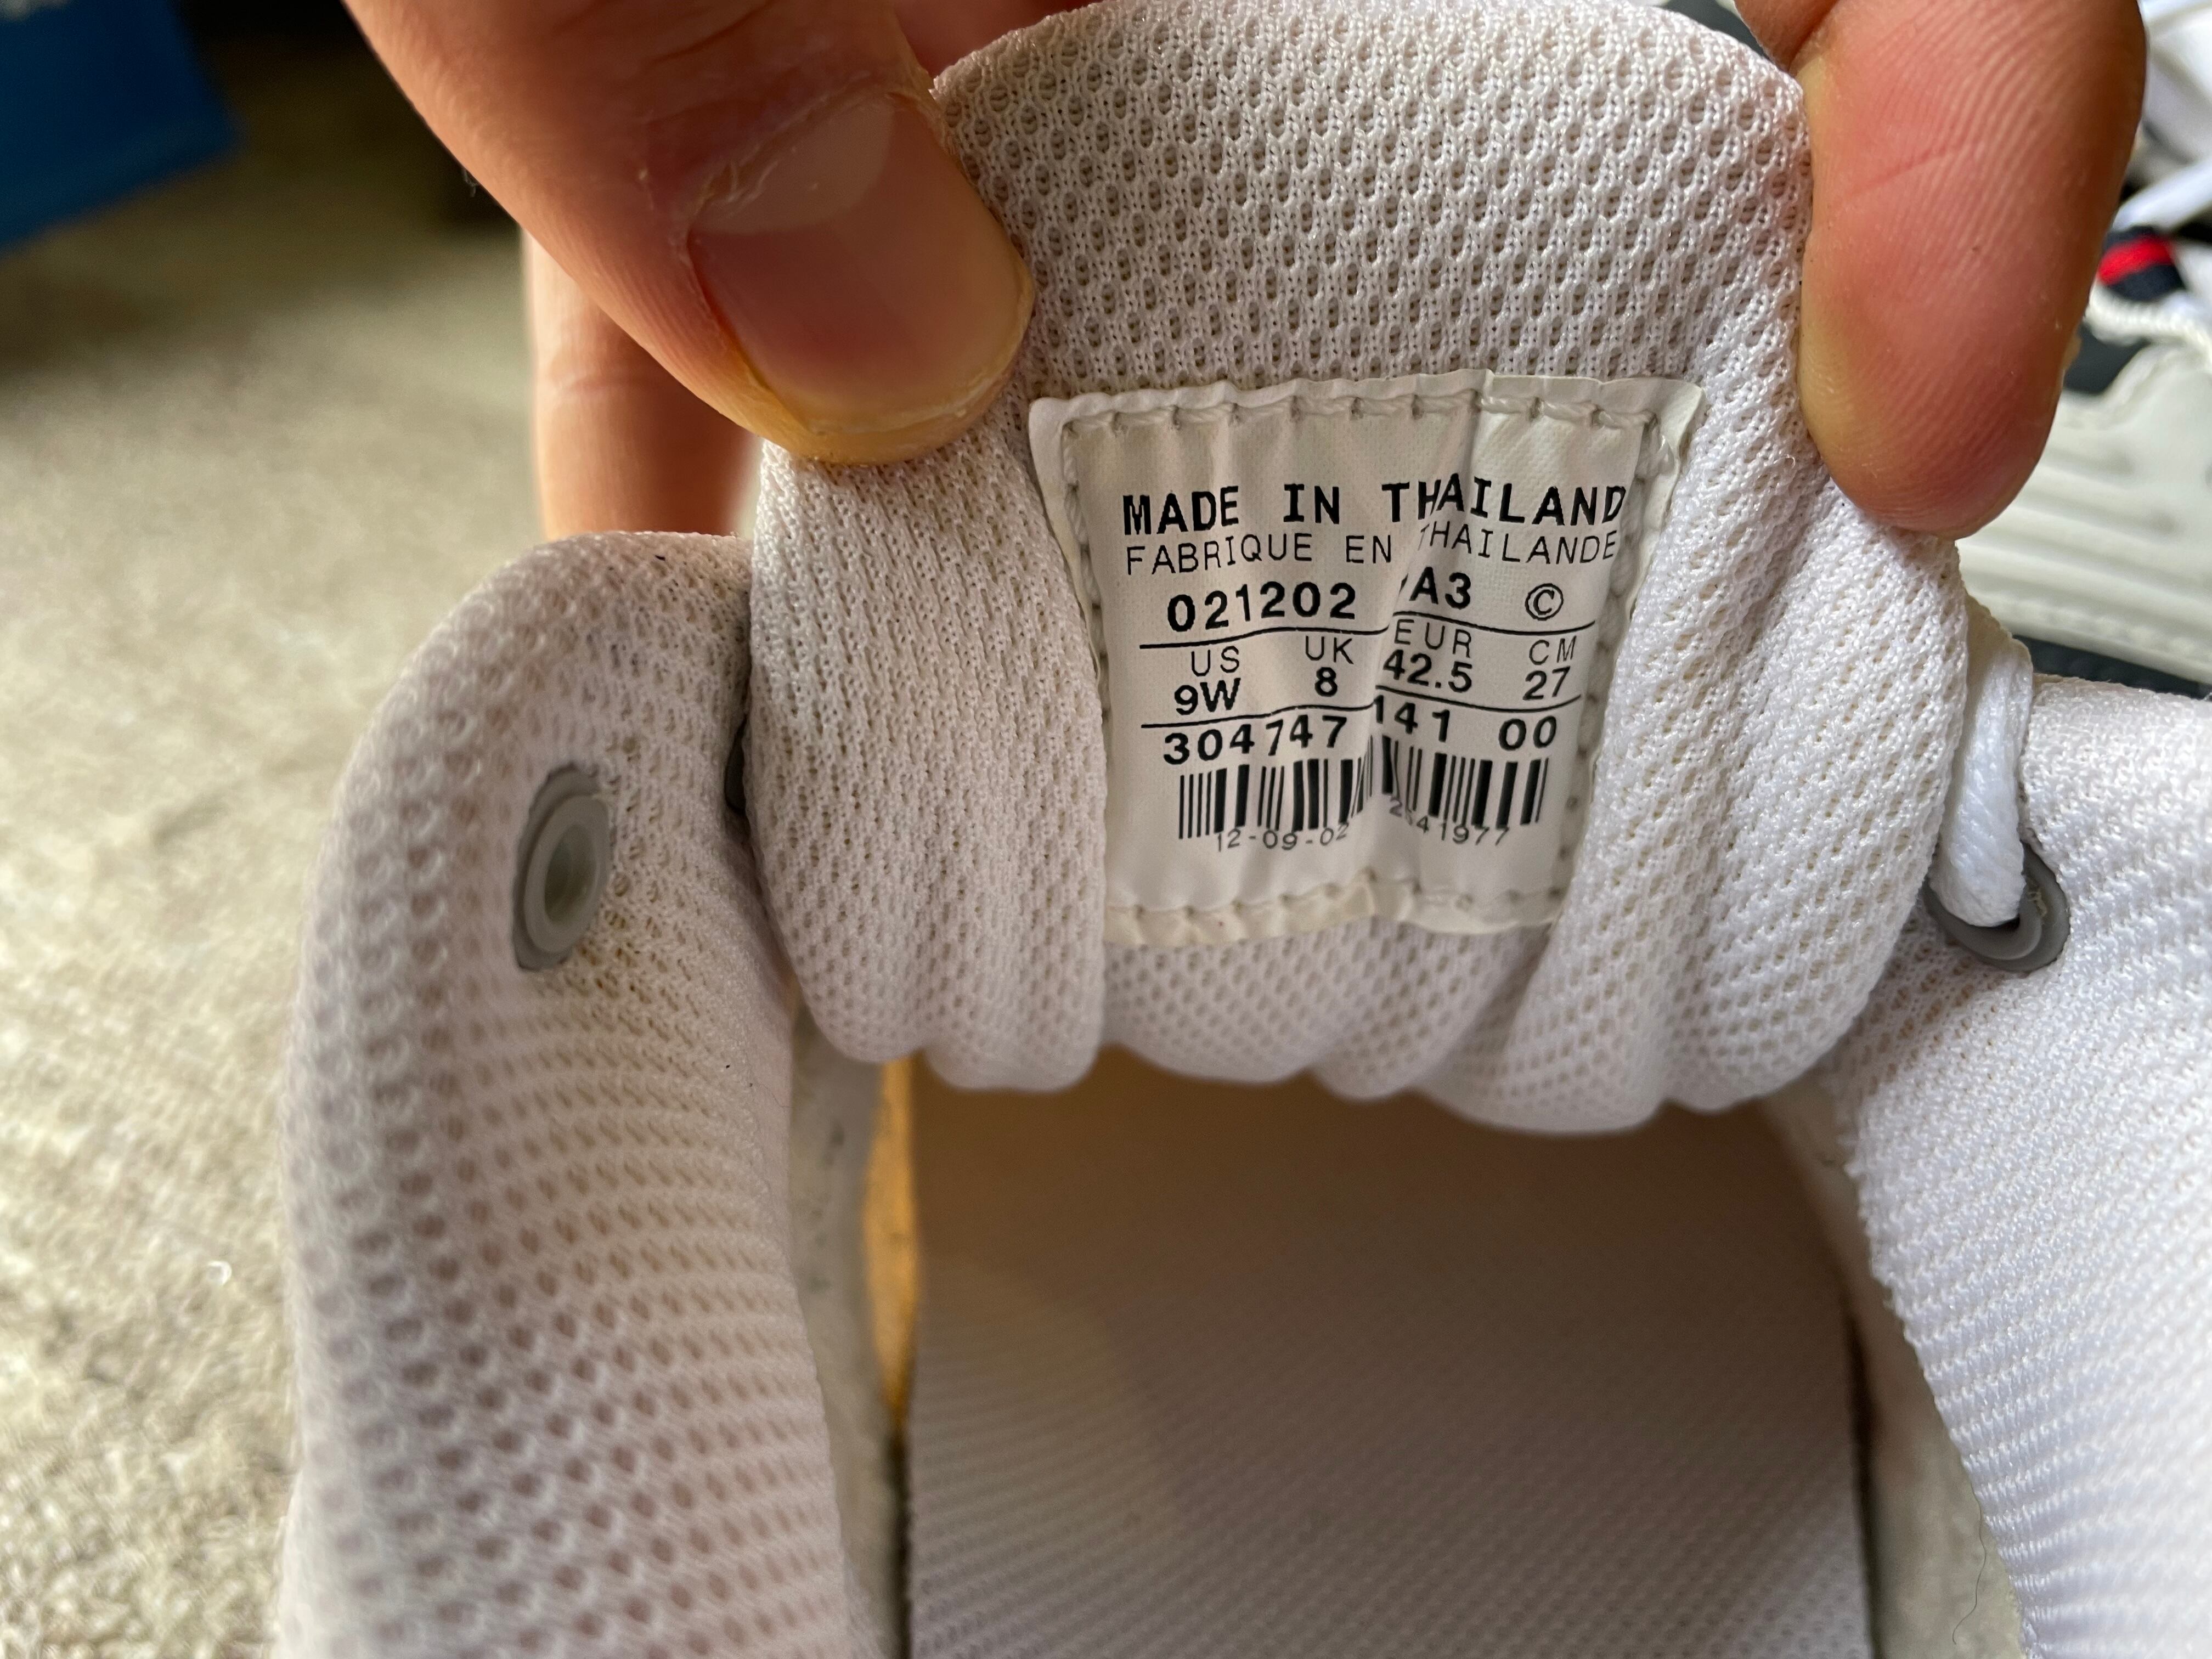 MADE IN THAILAND
FABRIQUE EN THAILANDE
021202 A3 ©
US UK EUR CM
9W 8 42.5 27
304747 141 00
12-09-02